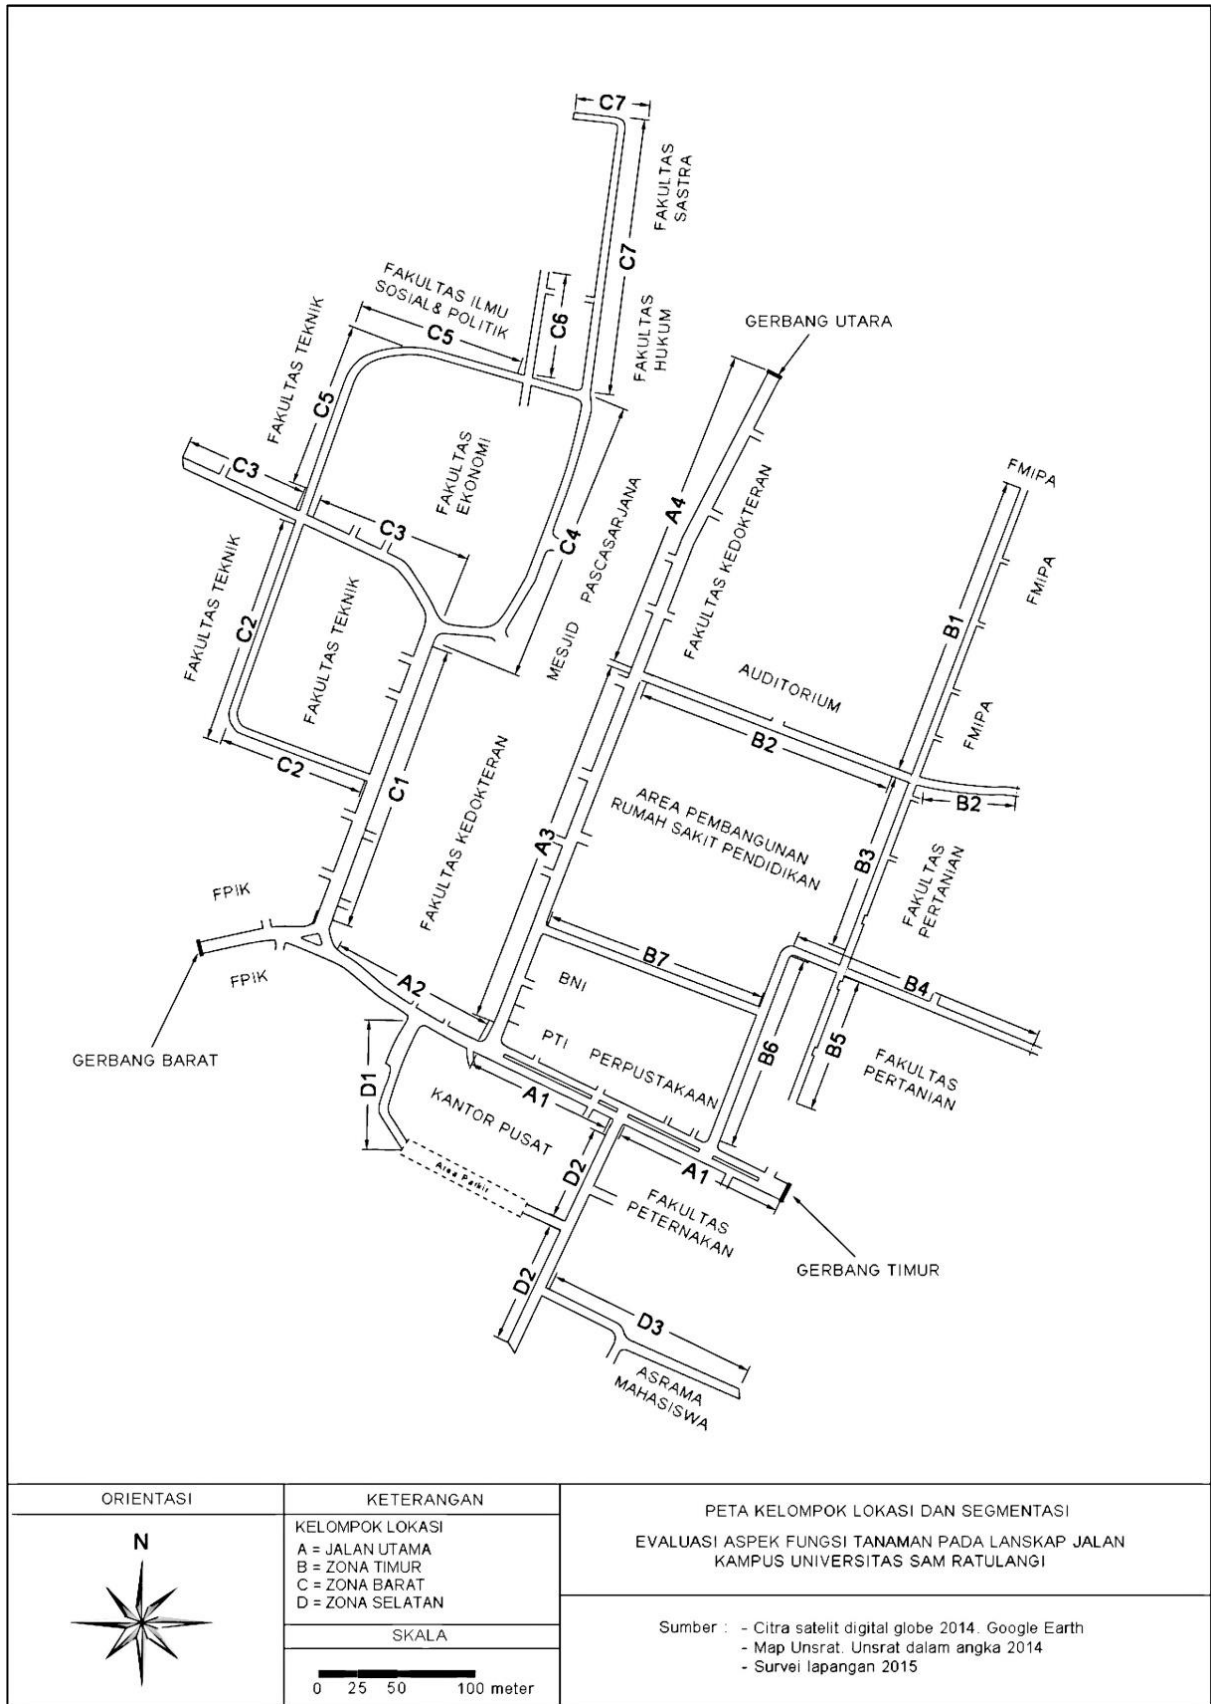 C7
FAKULTAS
SASTRA
C7
FAKULTAS ILMU
SOSIAL& POLITIK
C6
FAKULTAS
HUKUM
GERBANG UTARA
FAKULTAS TEKNIK
C5
C5
FAKULTAS
EKONOMI
C3
C3
C4
MESJID PASCASARJANA
A4
FAKULTAS KEDOKTERAN
FMIPA
FMIPA
B1
FAKULTAS TEKNIK
C2
FAKULTAS TEKNIK
C2
C1
AUDITORIUM
B2
FMIPA
B2
FAKULTAS KEDOKTERAN
A3
AREA PEMBANGUNAN
RUMAH SAKIT PENDIDIKAN
B3
FAKULTAS
PERTANIAN
FPIK
FPIK
A2
B7
BNI
B4
GERBANG BARAT
PTI
PERPUSTAKAAN
B6
B5
FAKULTAS
PERTANIAN
D1
KANTOR PUSAT
A1
Area Parkir
D2
A1
FAKULTAS
PETERNAKAN
GERBANG TIMUR
D2
D3
ASRAMA
MAHASISWA
ORIENTASI
N
KETERANGAN
KELOMPOK LOKASI
A = JALAN UTAMA
B = ZONA TIMUR
C = ZONA BARAT
D = ZONA SELATAN
SKALA
0 25 50 100 meter
PETA KELOMPOK LOKASI DAN SEGMENTASI
EVALUASI ASPEK FUNGSI TANAMAN PADA LANSKAP JALAN
KAMPUS UNIVERSITAS SAM RATULANGI
Sumber : - Citra satelit digital globe 2014. Google Earth
- Map Unsrat. Unsrat dalam angka 2014
- Survei lapangan 2015